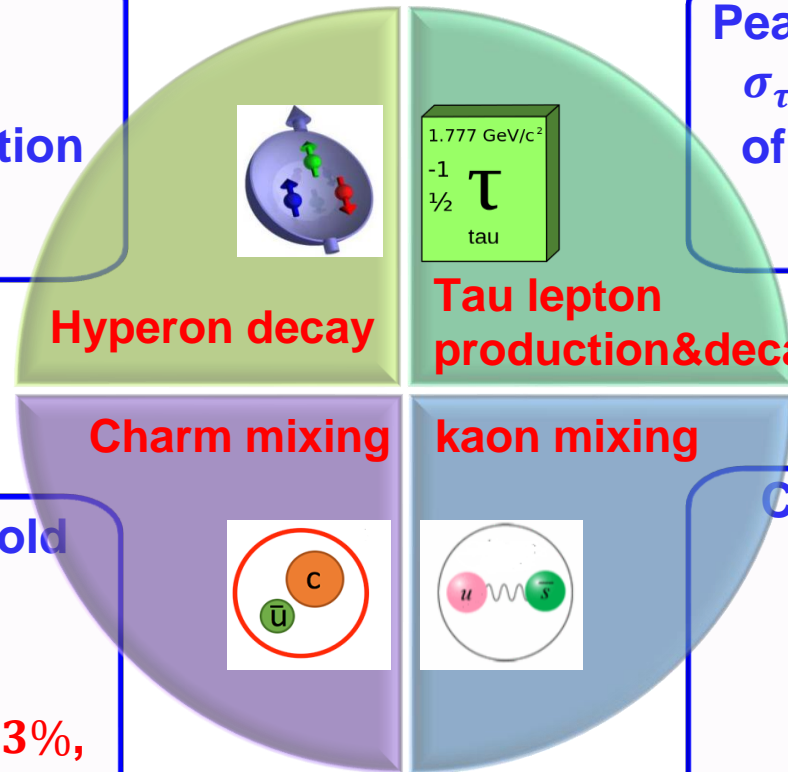 Pea
tion
σ_τ
of
1.777 GeV/c²
-1
½
τ
tau
Hyperon decay
Tau lepton
production&deca
Charm mixing
kaon mixing
old
C
c
ū
u
s̄
3%,